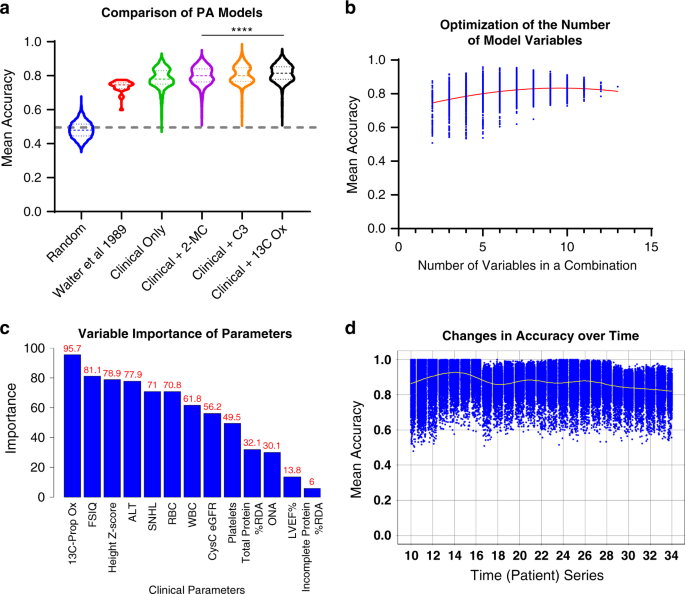 a
Comparison of PA Models
****
Mean Accuracy
1.0
0.8
0.6
0.4
0.2
0.0
Random
Walter et al 1989
Clinical Only
Clinical + 2-MC
Clinical + C3
Clinical + 13C Ox
b
Optimization of the Number
of Model Variables
Mean Accuracy
1.0
0.8
0.6
0.4
0.2
0.0
0
5
10
15
Number of Variables in a Combination
c
Variable Importance of Parameters
Importance
100
80
60
40
20
0
95.7
81.1
78.9
77.9
71
70.8
61.8
56.2
49.5
32.1
30.1
13.8
6
13C-Prop Ox
FSIQ
Height Z-score
ALT
SNHL
RBC
WBC
CysC eGFR
Platelets
Total Protein
%RDA
ONA
LVEF%
Incomplete Protein
%RDA
Clinical Parameters
d
Changes in Accuracy over Time
Mean Accuracy
1.0
0.8
0.6
0.4
0.2
0.0
10 12 14 16 18 20 22 24 26 28 30 32 34
Time (Patient) Series